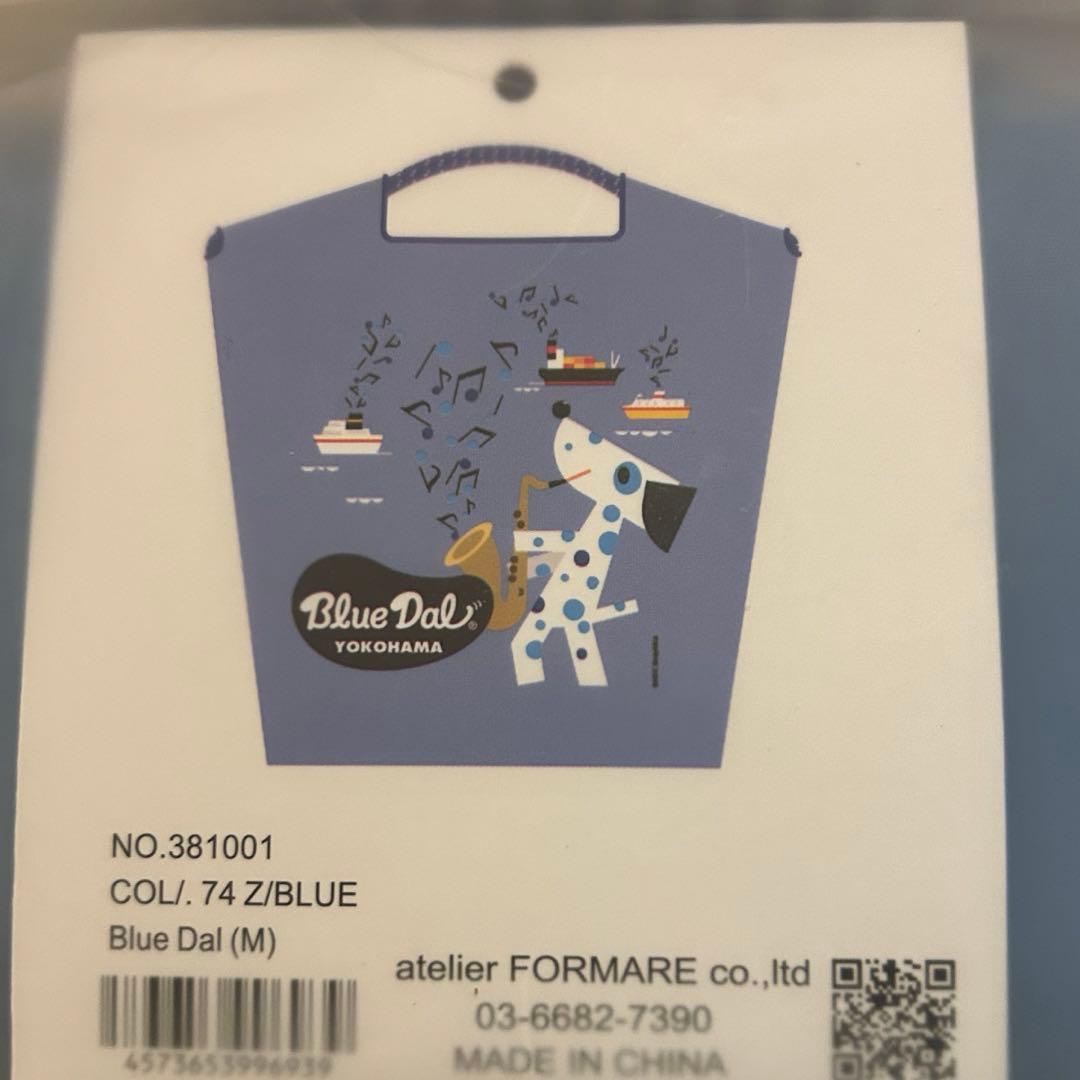 Blue Dal®
YOKOHAMA
NO.381001
COL/. 74 Z/BLUE
Blue Dal (M)
atelier FORMARE co.,ltd
03-6682-7390
MADE IN CHINA
4573653996939